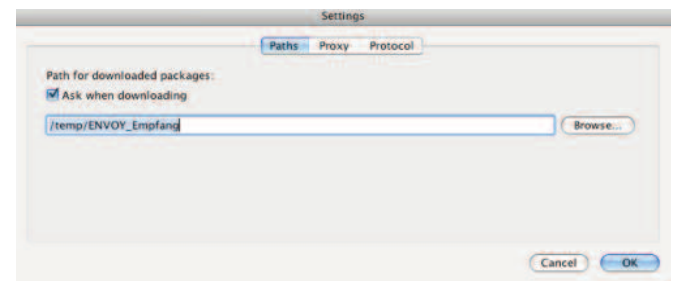 Settings
Paths Proxy Protocol
Path for downloaded packages:
Ask when downloading
/temp/ENVOY_Empfang Browse...
Cancel OK